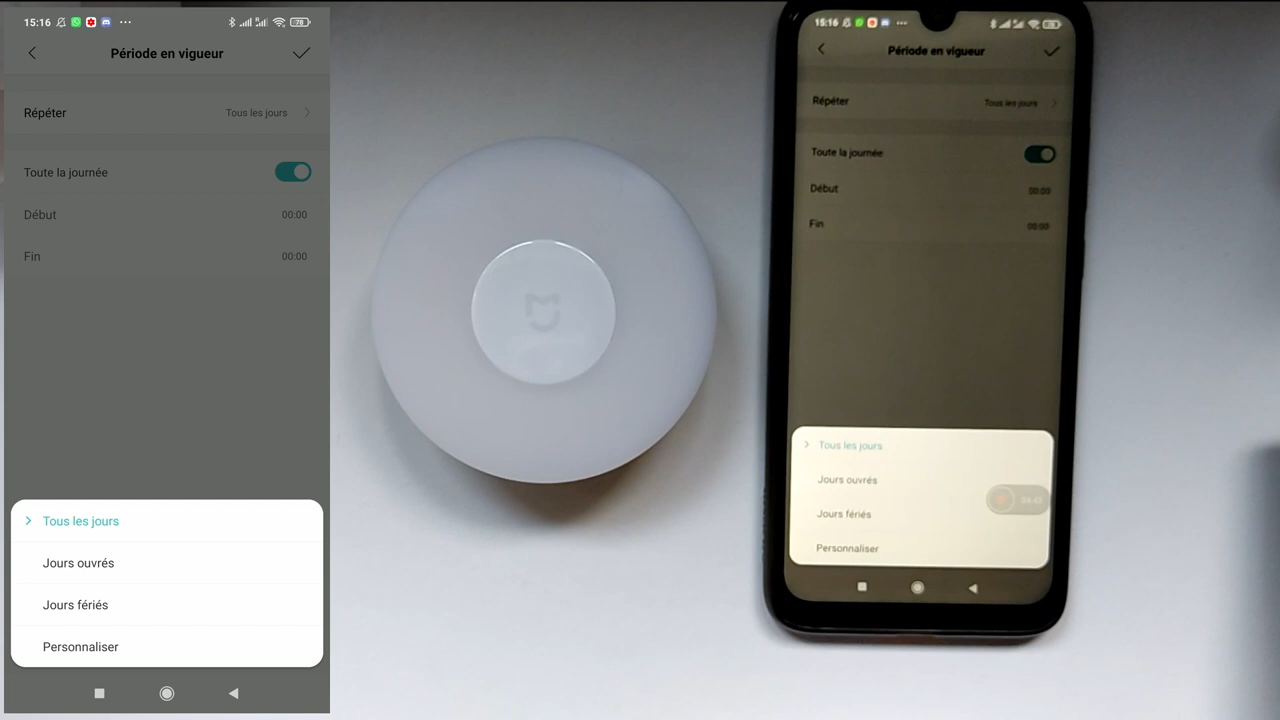 15:16
78
Période en vigueur
Répéter
Tous les jours
Toute la journée
Début
00:00
Fin
00:00
Tous les jours
Jours ouvrés
Jours fériés
Personnaliser
15:16
Période en vigueur
Répéter
Tous les jours
Toute la journée
Début
00:00
Fin
00:00
Tous les jours
Jours ouvrés
Jours fériés
Personnaliser